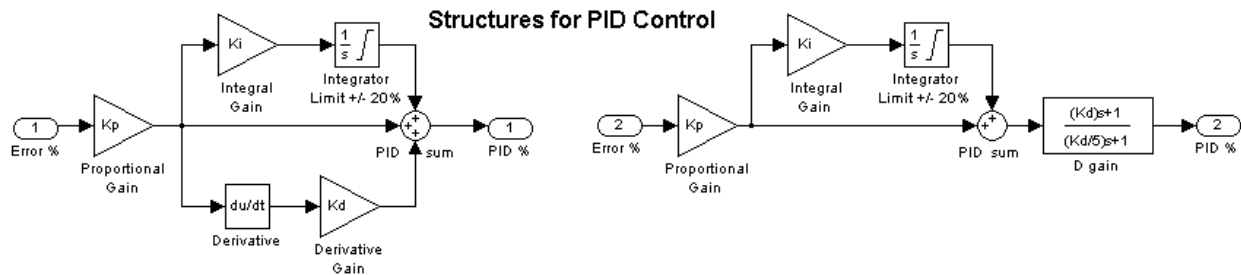 Structures for PID Control
Ki
1
s
Integral
Gain
Integrator
Limit +/- 20%
1
Error %
Kp
Proportional
Gain
+
+
+
PID sum
1
PID %
du/dt
Derivative
Kd
Derivative
Gain
Ki
1
s
Integral
Gain
Integrator
Limit +/- 20%
2
Error %
Kp
Proportional
Gain
+
+
PID sum
(Kd)s+1
(Kd/5)s+1
D gain
2
PID %